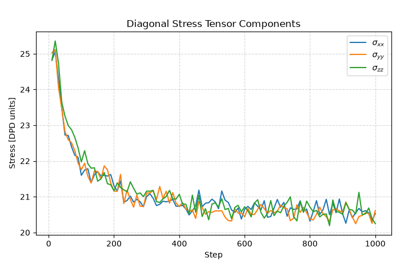 Diagonal Stress Tensor Components
σxx
σyy
σzz
25
24
23
22
21
20
Stress [DPD units]
0 200 400 600 800 1000
Step